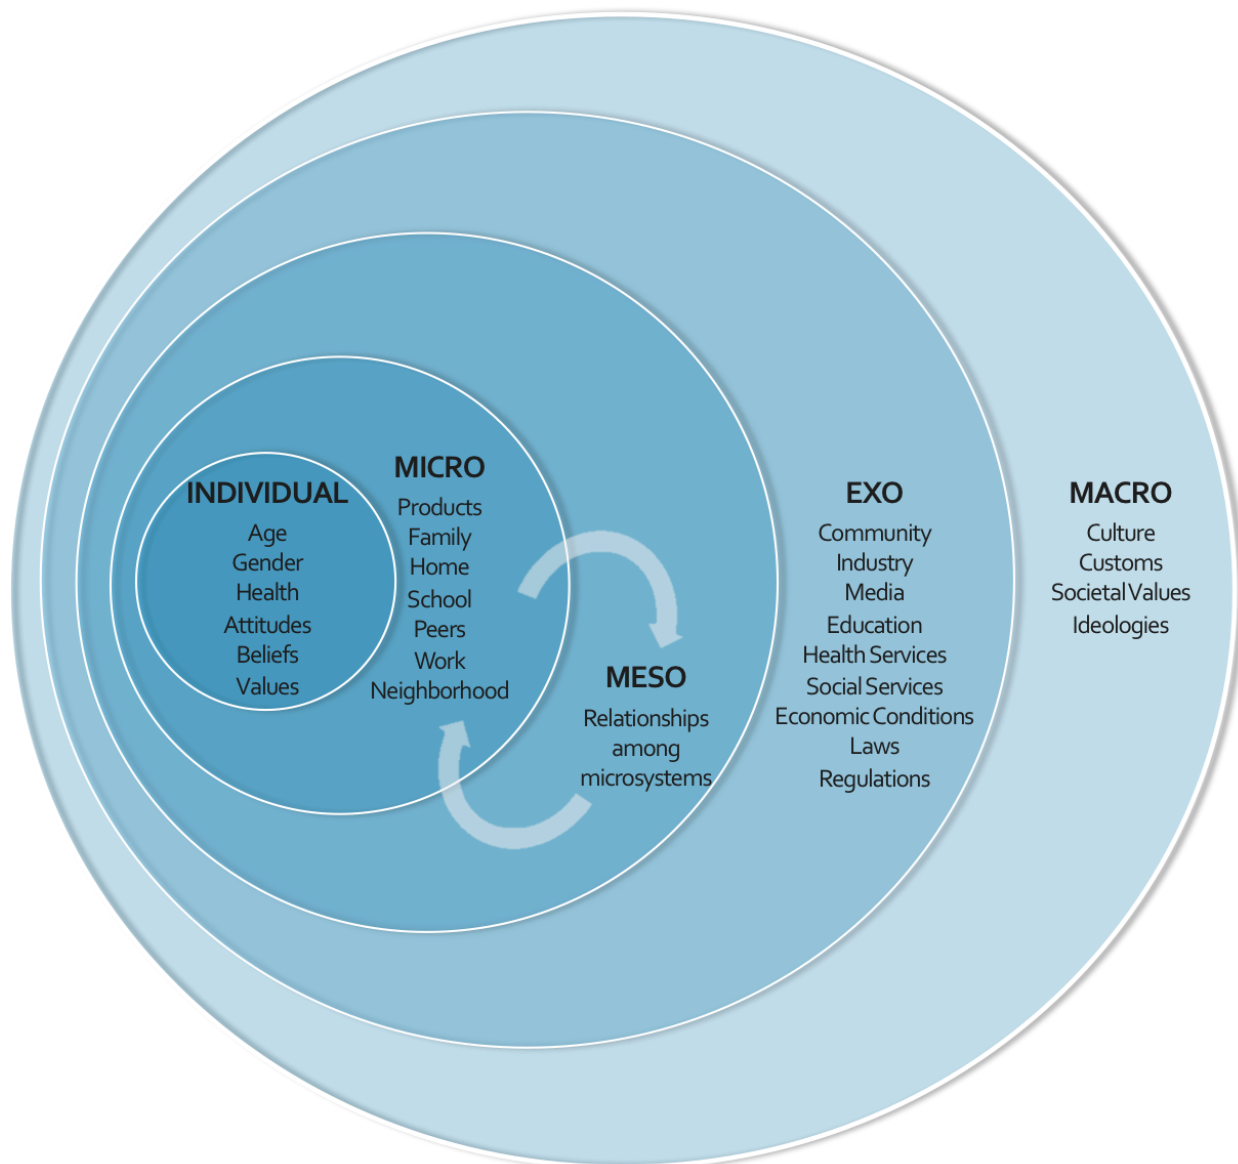 INDIVIDUAL
Age
Gender
Health
Attitudes
Beliefs
Values
MICRO
Products
Family
Home
School
Peers
Work
Neighborhood
MESO
Relationships
among
microsystems
EXO
Community
Industry
Media
Education
Health Services
Social Services
Economic Conditions
Laws
Regulations
MACRO
Culture
Customs
Societal Values
Ideologies